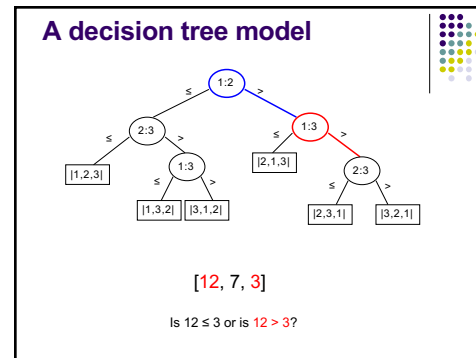 A decision tree model
1:2
≤ >
2:3 1:3
≤ > ≤ >
|1,2,3| 1:3 |2,1,3| 2:3
≤ > ≤ >
|1,3,2| |3,1,2| |2,3,1| |3,2,1|
[12, 7, 3]
Is 12 ≤ 3 or is 12 > 3?